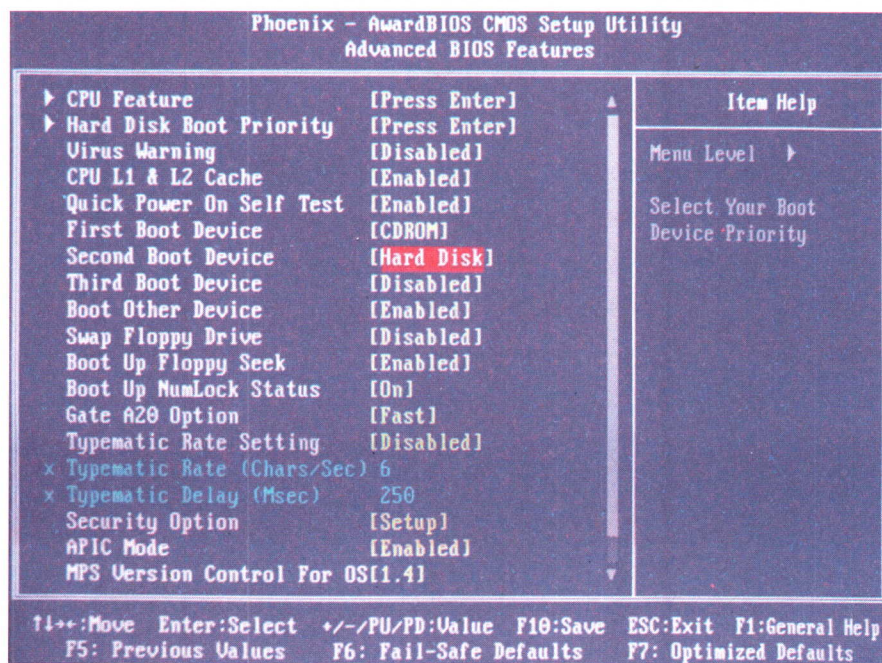 Phoenix - AwardBIOS CMOS Setup Utility
Advanced BIOS Features
CPU Feature [Press Enter]
Hard Disk Boot Priority [Press Enter]
Virus Warning [Disabled]
CPU L1 & L2 Cache [Enabled]
Quick Power On Self Test [Enabled]
First Boot Device [CDROM]
Second Boot Device [Hard Disk]
Third Boot Device [Disabled]
Boot Other Device [Enabled]
Swap Floppy Drive [Disabled]
Boot Up Floppy Seek [Enabled]
Boot Up NumLock Status [On]
Gate A20 Option [Fast]
Typematic Rate Setting [Disabled]
x Typematic Rate (Chars/Sec) 6
x Typematic Delay (Msec) 250
Security Option [Setup]
APIC Mode [Enabled]
MPS Version Control For OS[1.4]
Item Help
Menu Level
Select Your Boot
Device Priority
↑↓→←:Move Enter:Select +/-/PU/PD:Value F10:Save ESC:Exit F1:General Help
F5: Previous Values F6: Fail-Safe Defaults F7: Optimized Defaults